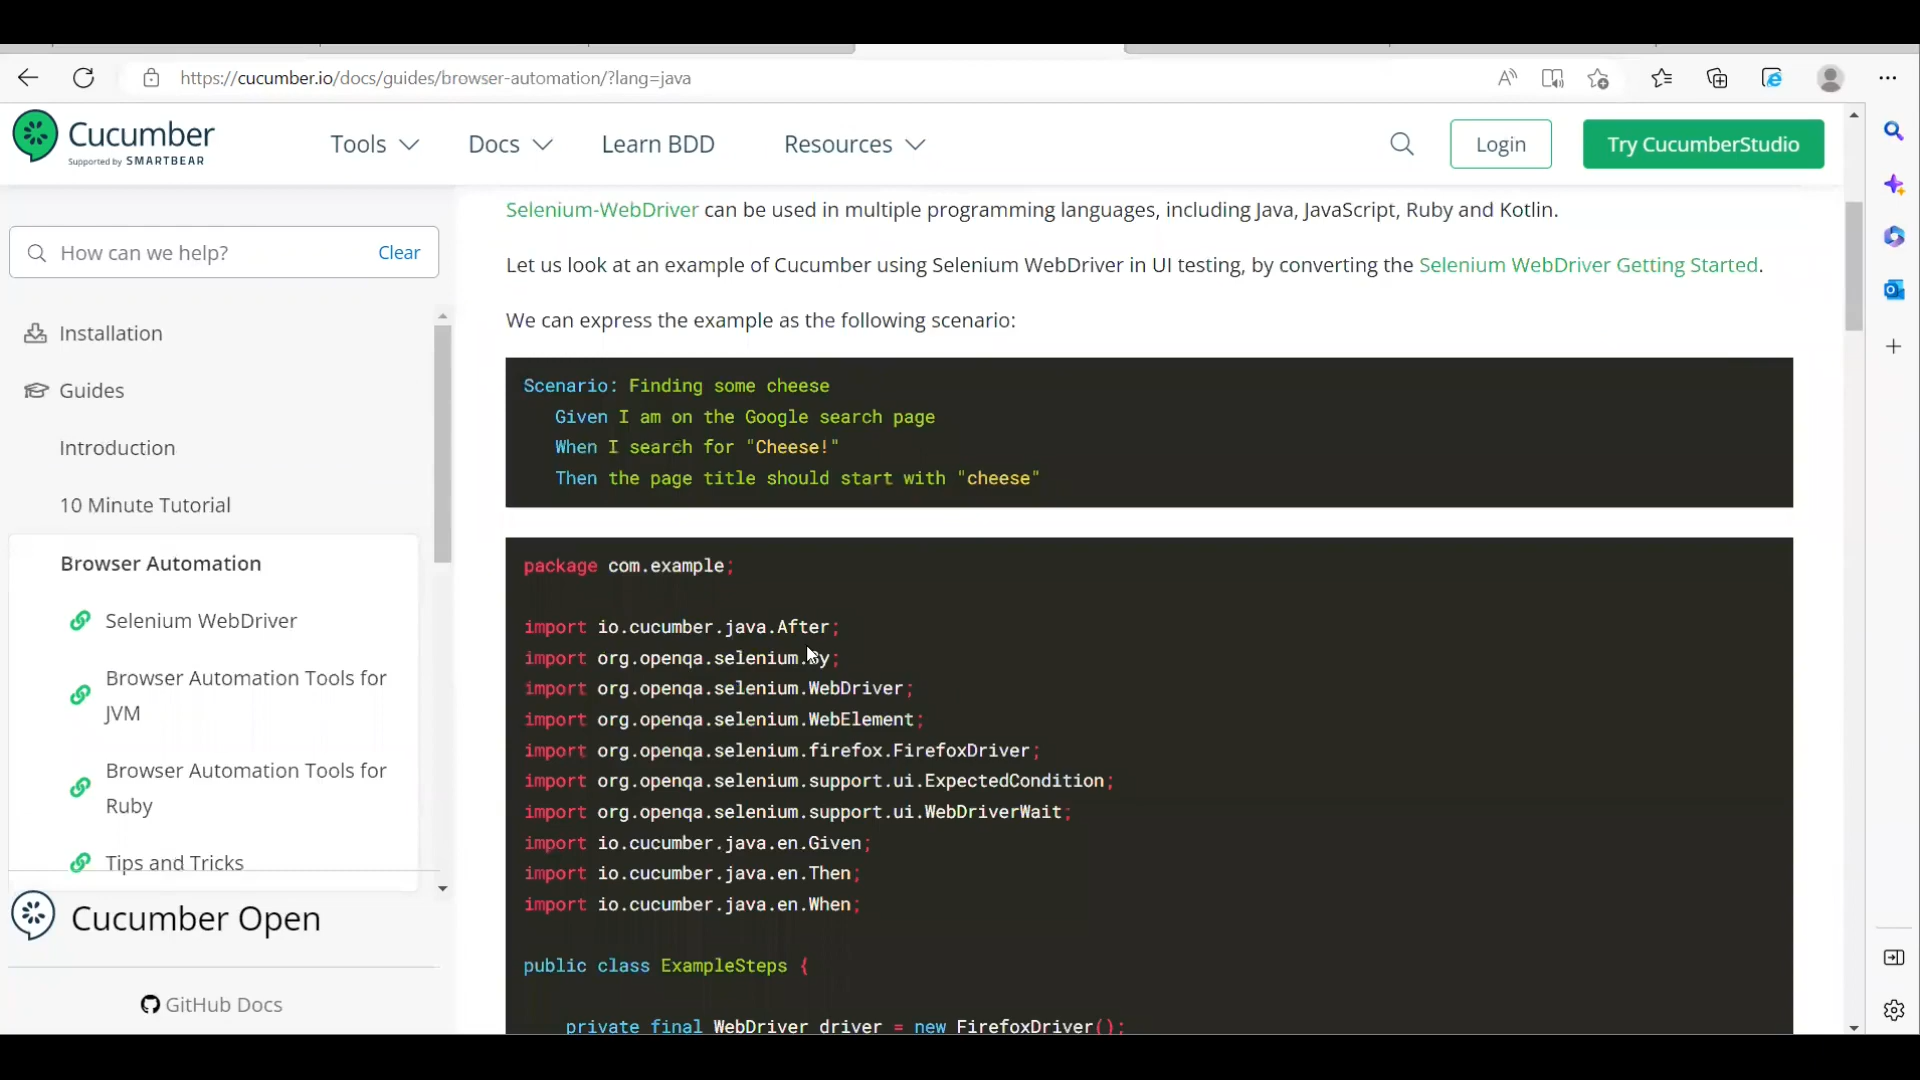 https://cucumber.io/docs/guides/browser-automation/?lang=java
Cucumber
Supported by SMARTBEAR
Tools
Docs
Learn BDD
Resources
Login
Try CucumberStudio
How can we help?
Clear
Installation
Guides
Introduction
10 Minute Tutorial
Browser Automation
Selenium WebDriver
Browser Automation Tools for
JVM
Browser Automation Tools for
Ruby
Tips and Tricks
Cucumber Open
GitHub Docs
Selenium-WebDriver can be used in multiple programming languages, including Java, JavaScript, Ruby and Kotlin.
Let us look at an example of Cucumber using Selenium WebDriver in UI testing, by converting the Selenium WebDriver Getting Started.
We can express the example as the following scenario:
Scenario: Finding some cheese
Given I am on the Google search page
When I search for "Cheese!"
Then the page title should start with "cheese"
package com.example;
import io.cucumber.java.After;
import org.openqa.selenium.By;
import org.openqa.selenium.WebDriver;
import org.openqa.selenium.WebElement;
import org.openqa.selenium.firefox.FirefoxDriver;
import org.openqa.selenium.support.ui.ExpectedCondition;
import org.openqa.selenium.support.ui.WebDriverWait;
import io.cucumber.java.en.Given;
import io.cucumber.java.en.Then;
import io.cucumber.java.en.When;
public class ExampleSteps {
private final WebDriver driver = new FirefoxDriver();